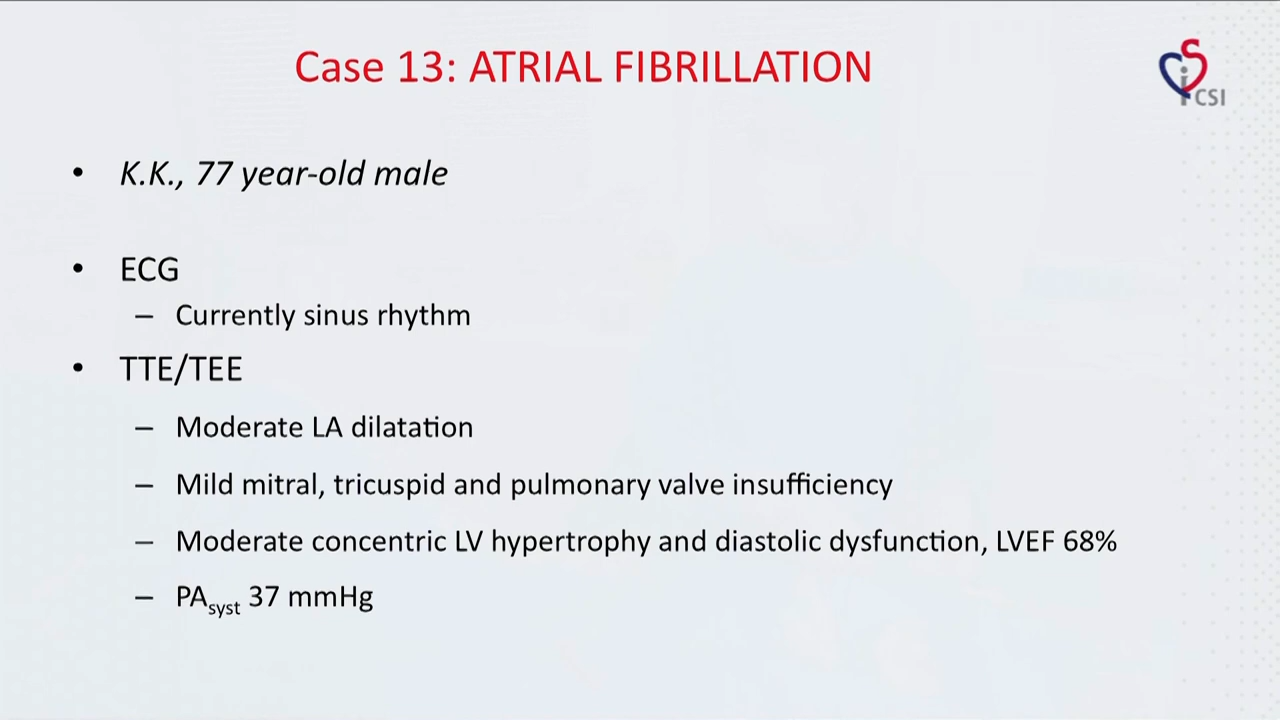 Case 13: ATRIAL FIBRILLATION
CSI
• K.K., 77 year-old male
• ECG
– Currently sinus rhythm
• TTE/TEE
– Moderate LA dilatation
– Mild mitral, tricuspid and pulmonary valve insufficiency
– Moderate concentric LV hypertrophy and diastolic dysfunction, LVEF 68%
– PAsyst 37 mmHg